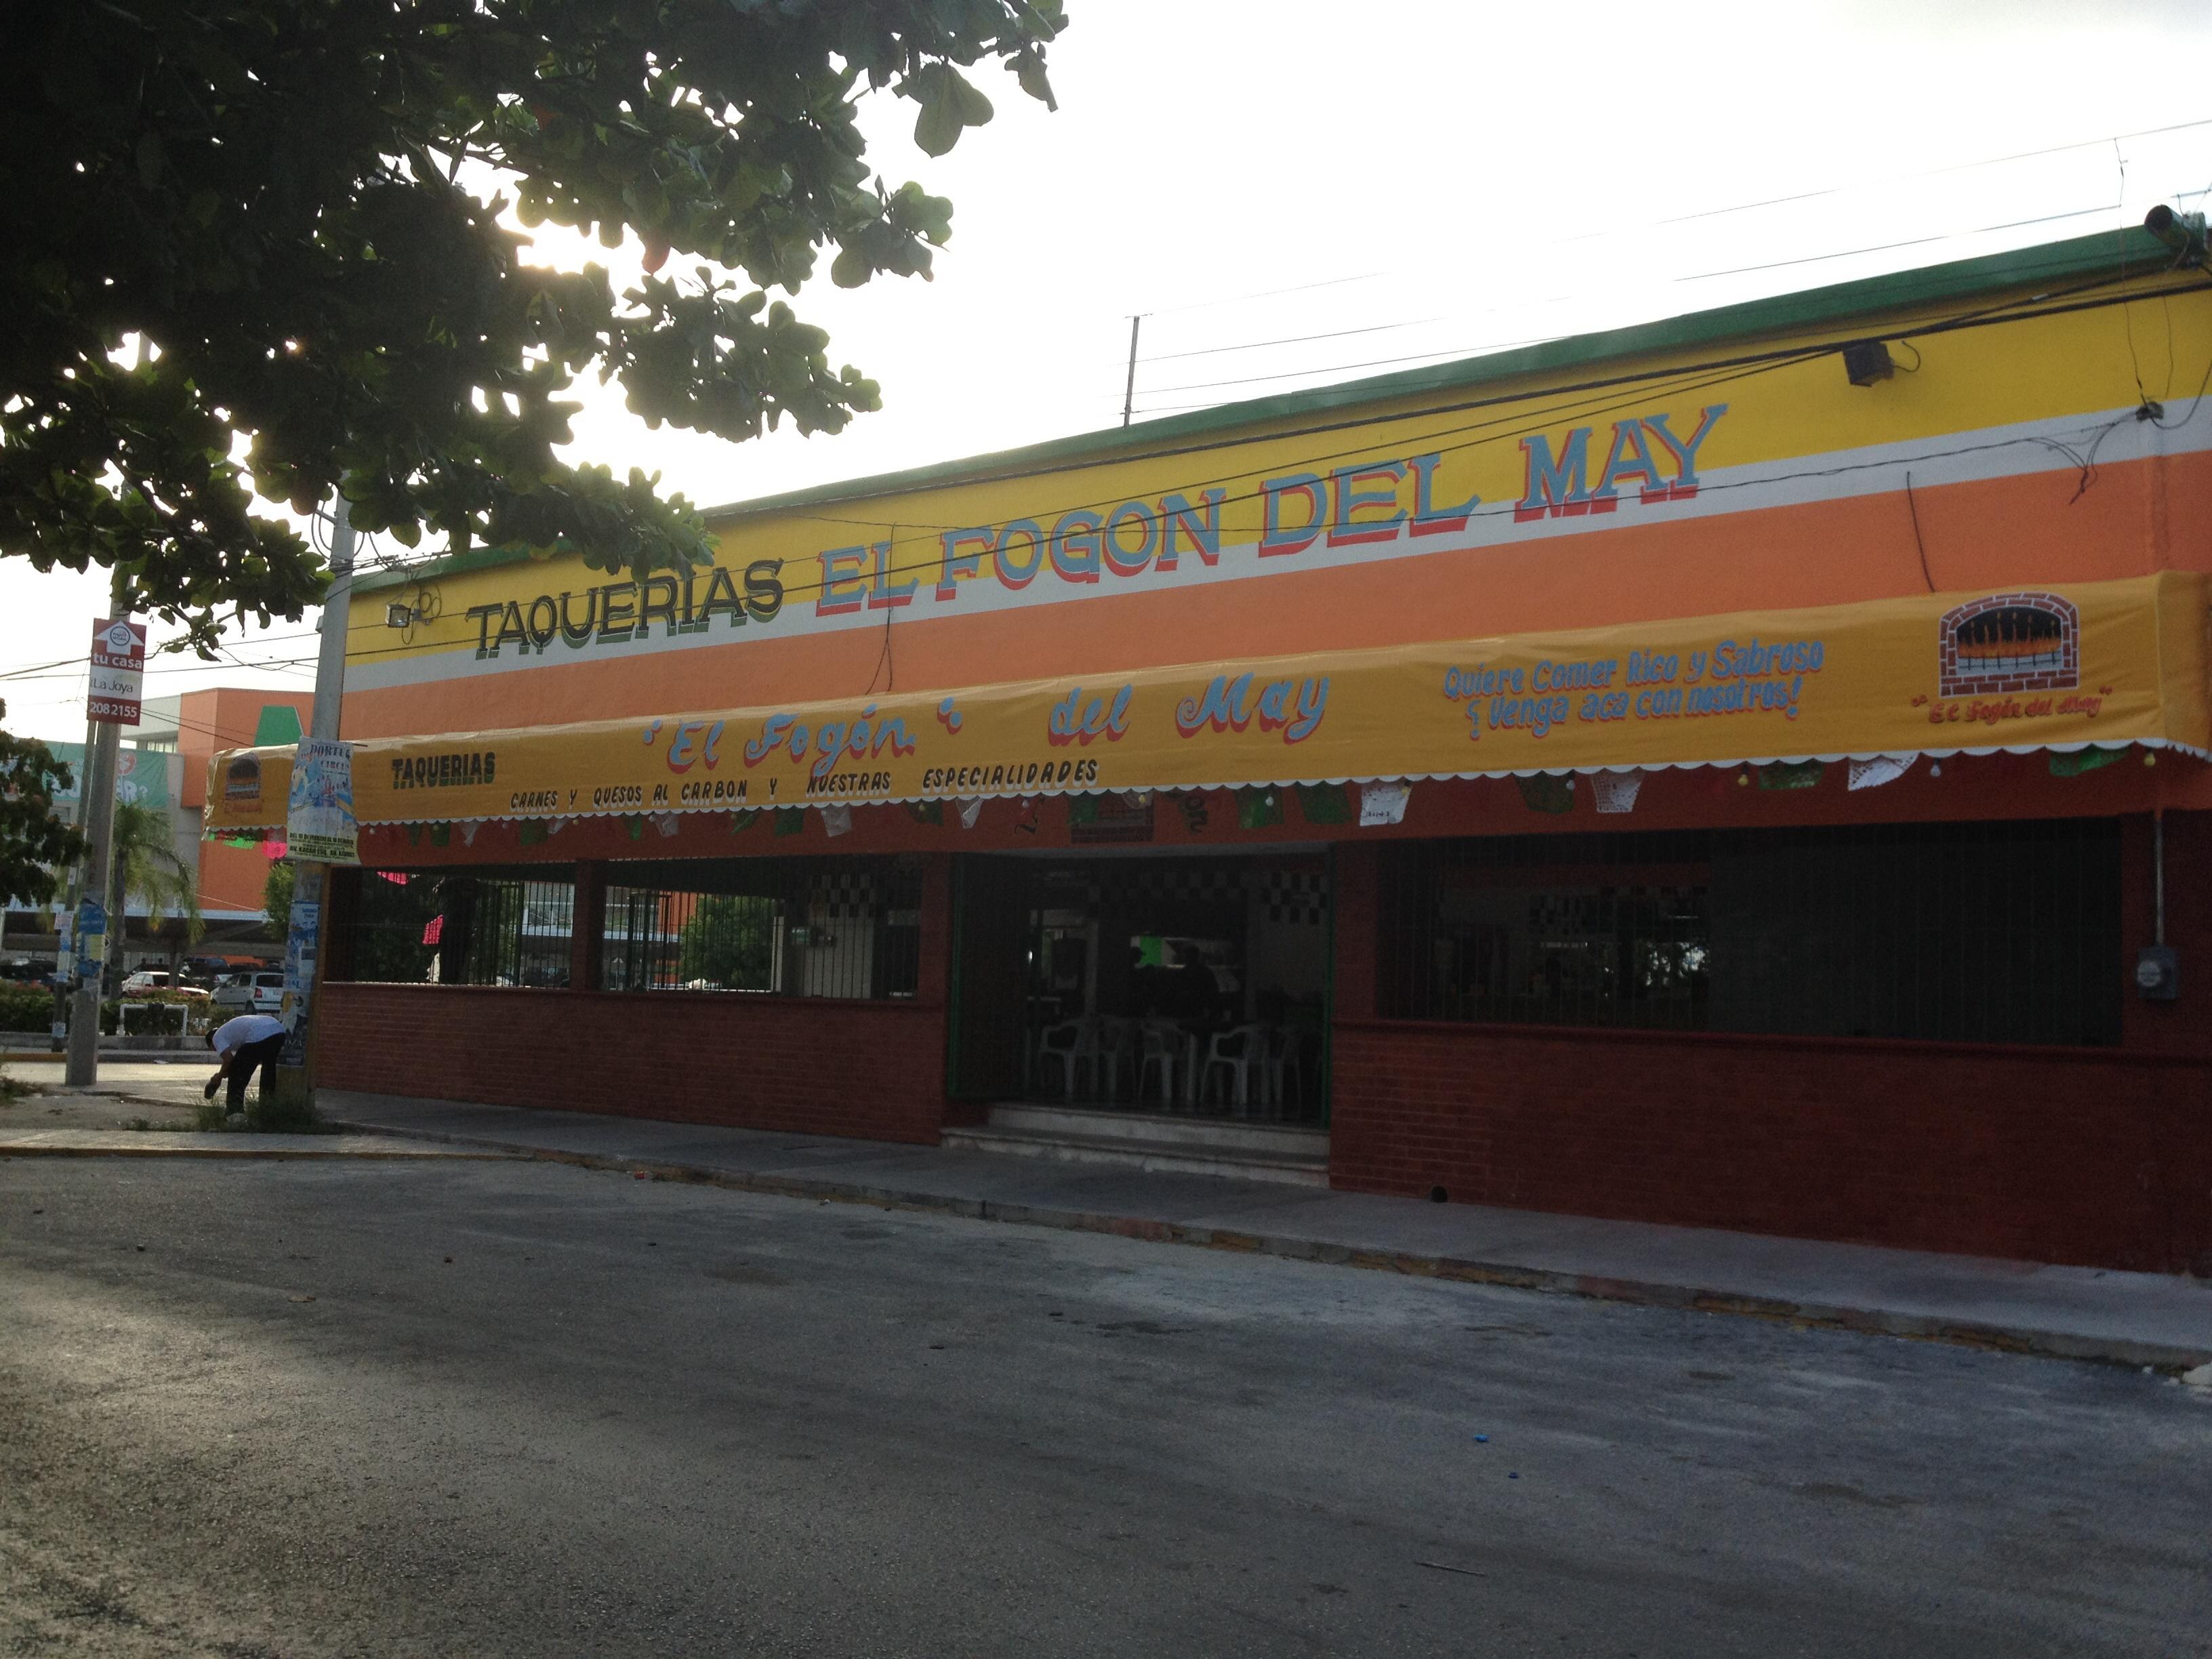 TAQUERIAS EL FOGON DEL MAY
TAQUERIAS
"El Fogón" del May
CARNES Y QUESOS AL CARBON Y NUESTRAS ESPECIALIDADES
Quiere Comer Rico y Sabroso
¡ Venga aca con nosotros!
"El Fogón del May"
tu casa
La Joya
208 2155